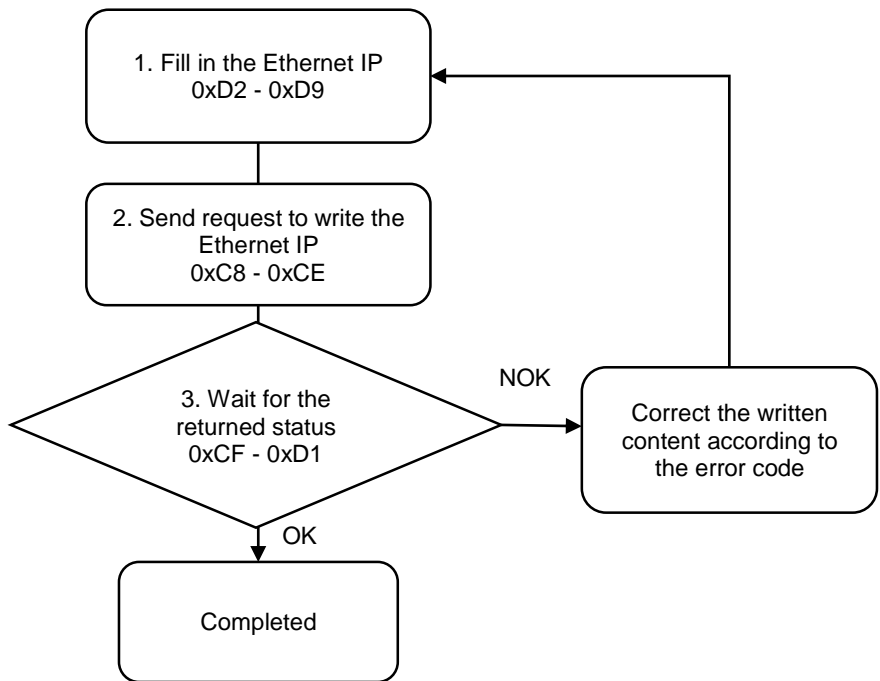 1. Fill in the Ethernet IP
0xD2 - 0xD9
2. Send request to write the
Ethernet IP
0xC8 - 0xCE
3. Wait for the
returned status
0xCF - 0xD1
NOK
Correct the written
content according to
the error code
OK
Completed